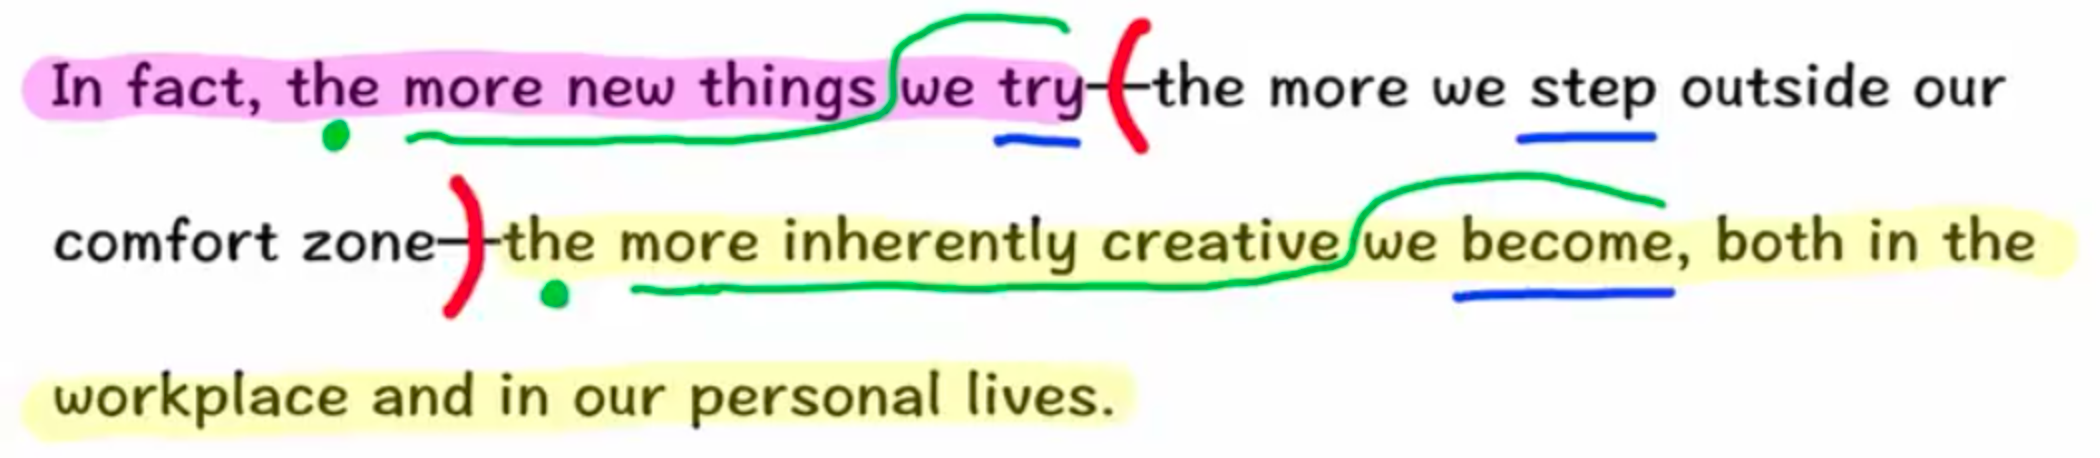 In fact, the more new things we try—the more we step outside our
comfort zone—the more inherently creative we become, both in the
workplace and in our personal lives.